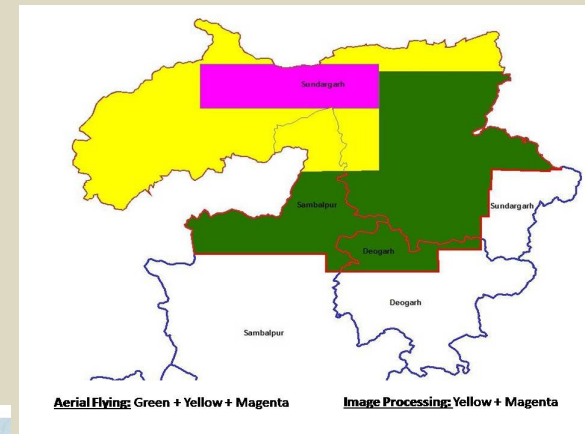 Sundargarh
Sambalpur
Sundargarh
Deogarh
Deogarh
Sambalpur
Aerial Flying: Green + Yellow + Magenta
Image Processing: Yellow + Magenta